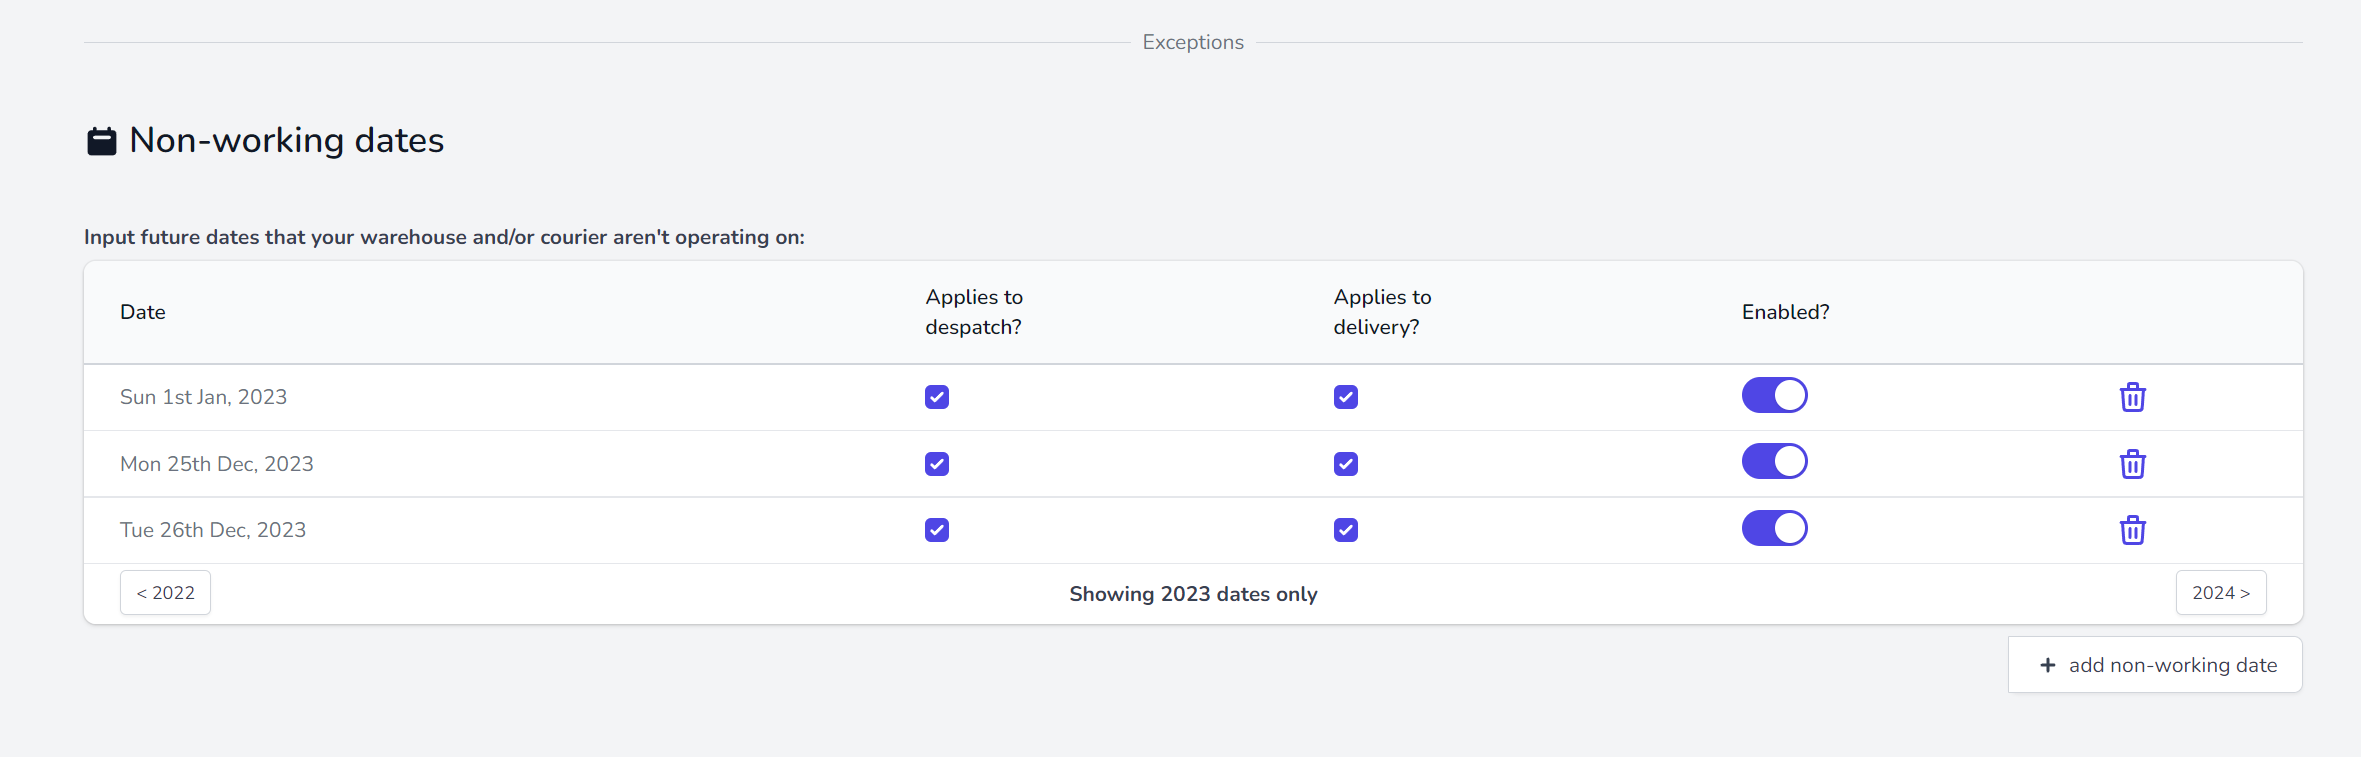 Exceptions
Non-working dates
Input future dates that your warehouse and/or courier aren't operating on:
Date
Applies to
despatch?
Applies to
delivery?
Enabled?
Sun 1st Jan, 2023
Mon 25th Dec, 2023
Tue 26th Dec, 2023
< 2022
Showing 2023 dates only
2024 >
+ add non-working date